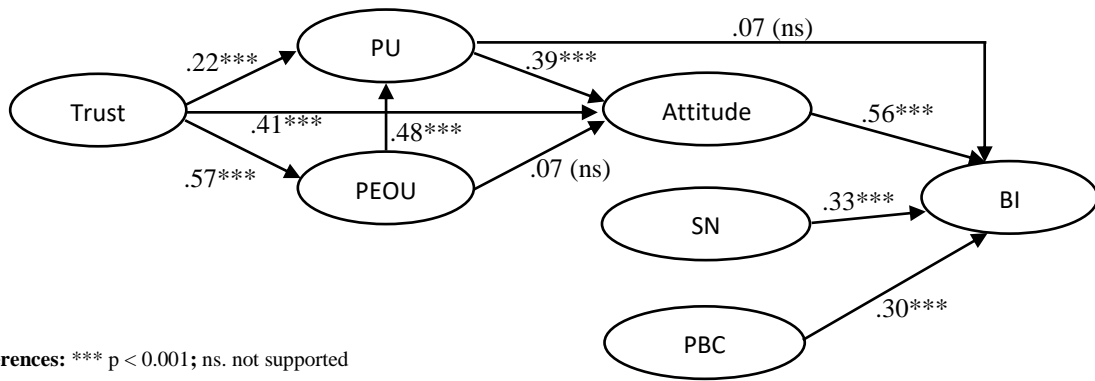 .07 (ns)
PU
.22***
.39***
Trust
Attitude
.41***
.48***
.56***
.57***
PEOU
.07 (ns)
BI
SN
.33***
.30***
PBC
erences: *** p < 0.001; ns. not supported